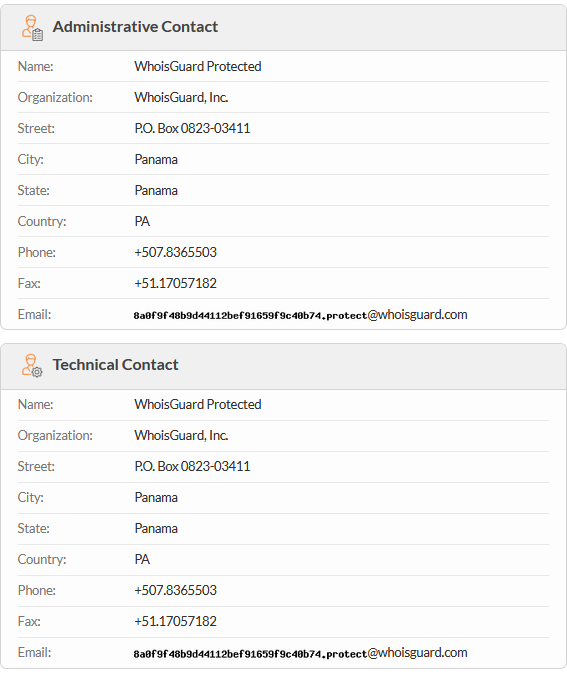 Administrative Contact
Name: WhoisGuard Protected
Organization: WhoisGuard, Inc.
Street: P.O. Box 0823-03411
City: Panama
State: Panama
Country: PA
Phone: +507.8365503
Fax: +51.17057182
Email: 8a0f9f48b9d44112bef91659f9c40b74.protect@whoisguard.com
Technical Contact
Name: WhoisGuard Protected
Organization: WhoisGuard, Inc.
Street: P.O. Box 0823-03411
City: Panama
State: Panama
Country: PA
Phone: +507.8365503
Fax: +51.17057182
Email: 8a0f9f48b9d44112bef91659f9c40b74.protect@whoisguard.com